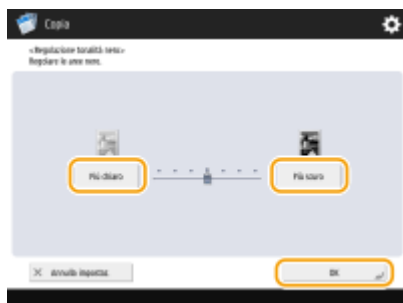 Copia
<Regolazione tonalità nero>
Regolare le aree nere.
Più chiaro
Più scuro
Annulla impostaz.
OK